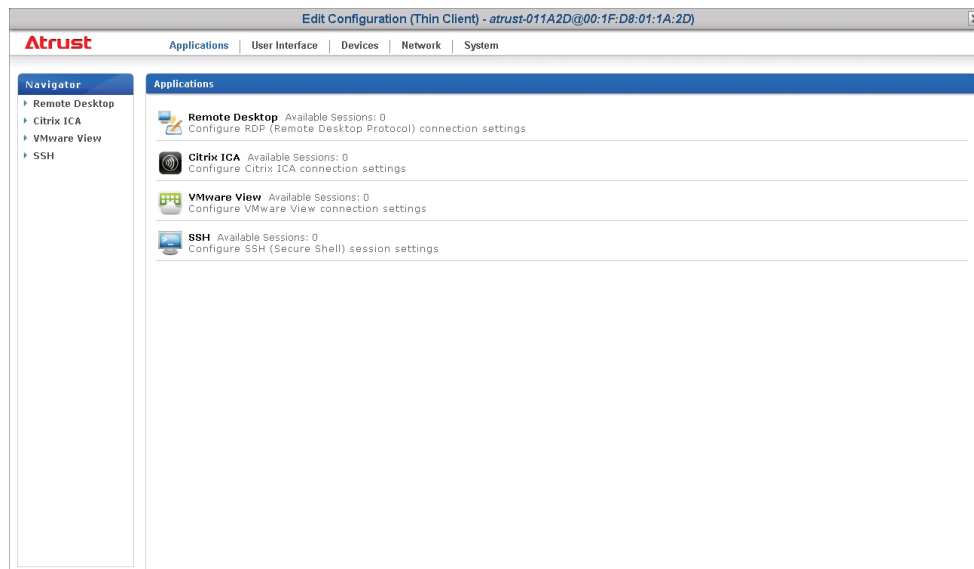 Edit Configuration (Thin Client) - atrust-011A2D@00:1F:D8:01:1A:2D)
Atrust
Applications | User Interface | Devices | Network | System
Navigator
Remote Desktop
Citrix ICA
VMware View
SSH
Applications
Remote Desktop Available Sessions: 0
Configure RDP (Remote Desktop Protocol) connection settings
Citrix ICA Available Sessions: 0
Configure Citrix ICA connection settings
VMware View Available Sessions: 0
Configure VMware View connection settings
SSH Available Sessions: 0
Configure SSH (Secure Shell) session settings